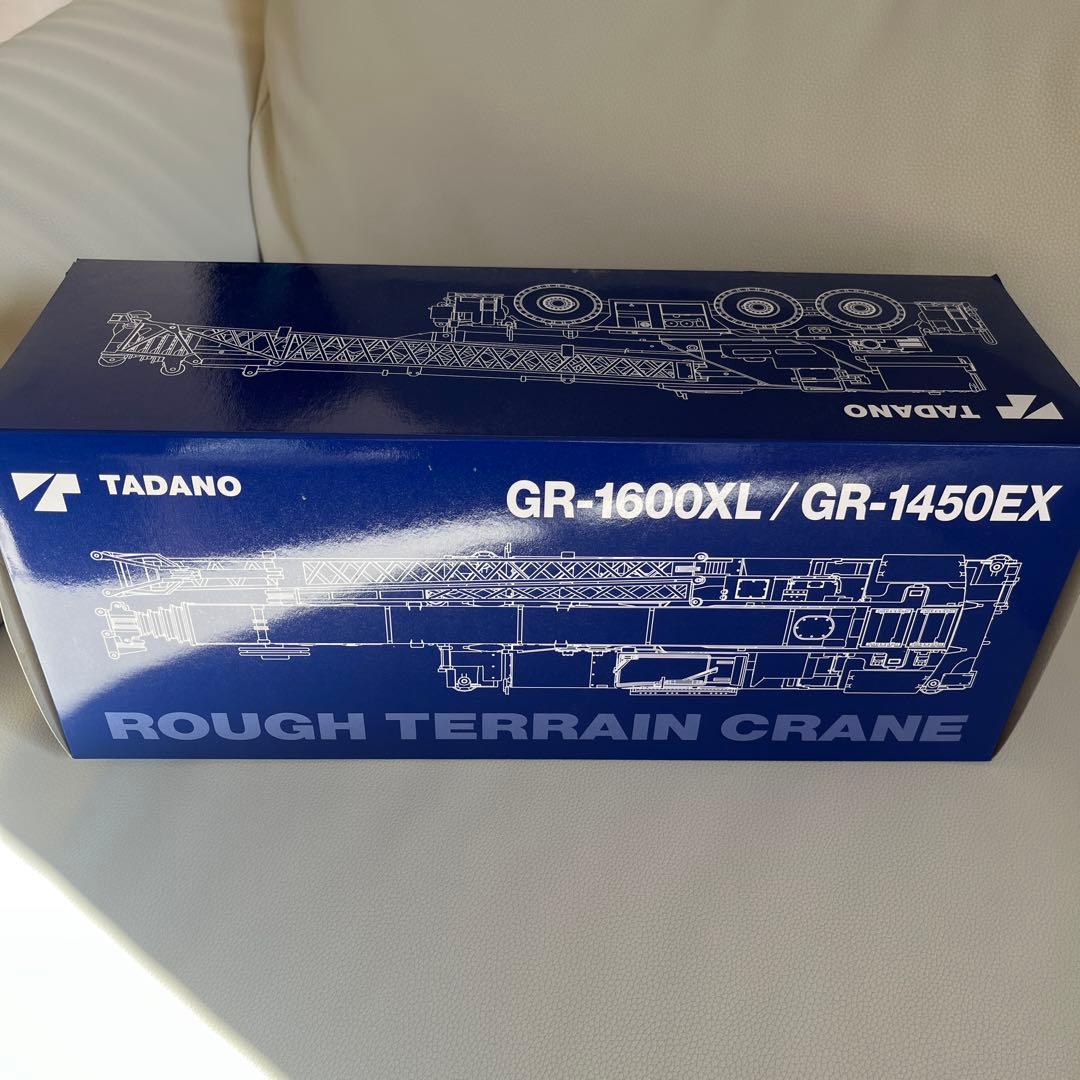 TADANO
TADANO
GR-1600XL / GR-1450EX
ROUGH TERRAIN CRANE